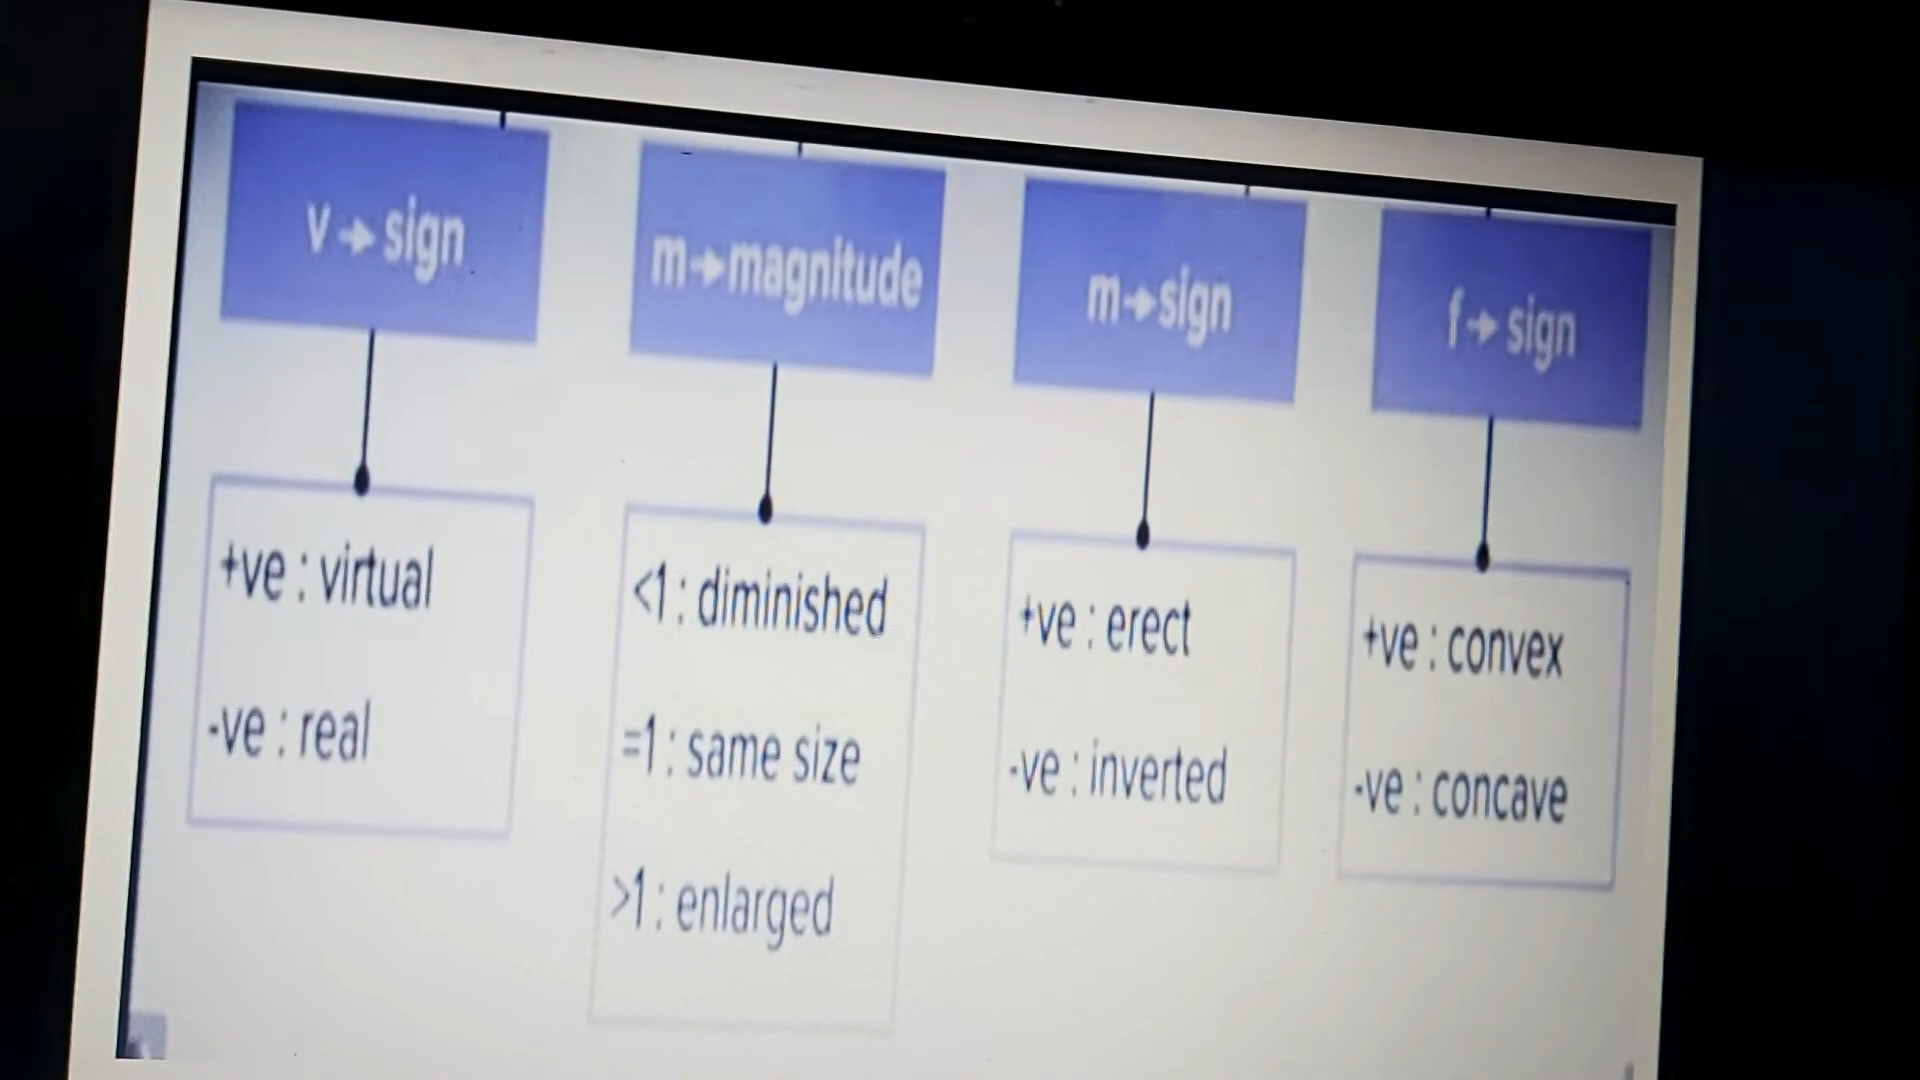 v→sign
+ve : virtual
-ve : real
m→magnitude
<1 : diminished
=1 : same size
>1 : enlarged
m→sign
+ve : erect
-ve : inverted
f→sign
+ve : convex
-ve : concave